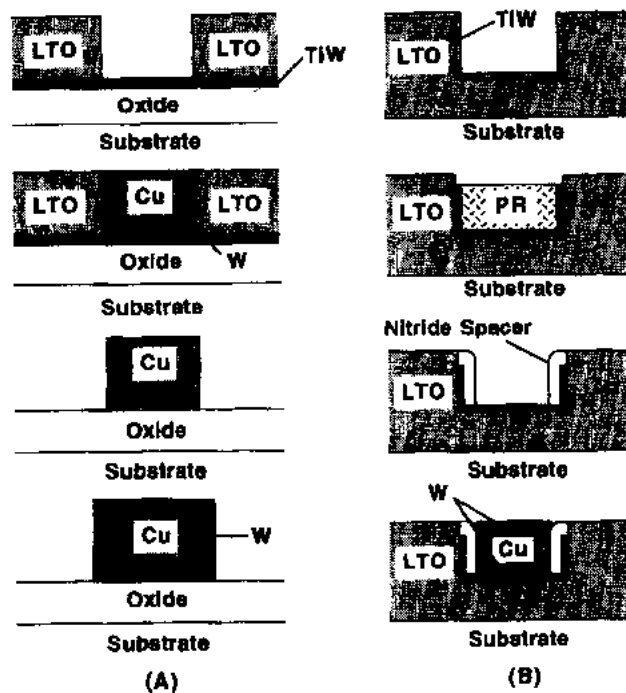 LTO
LTO
TiW
Oxide
Substrate
LTO
Cu
LTO
Oxide
W
Substrate
Cu
Oxide
Substrate
Cu
W
Oxide
Substrate
(A)
TiW
LTO
Substrate
LTO
PR
Substrate
Nitride Spacer
LTO
Substrate
W
LTO
Cu
Substrate
(B)